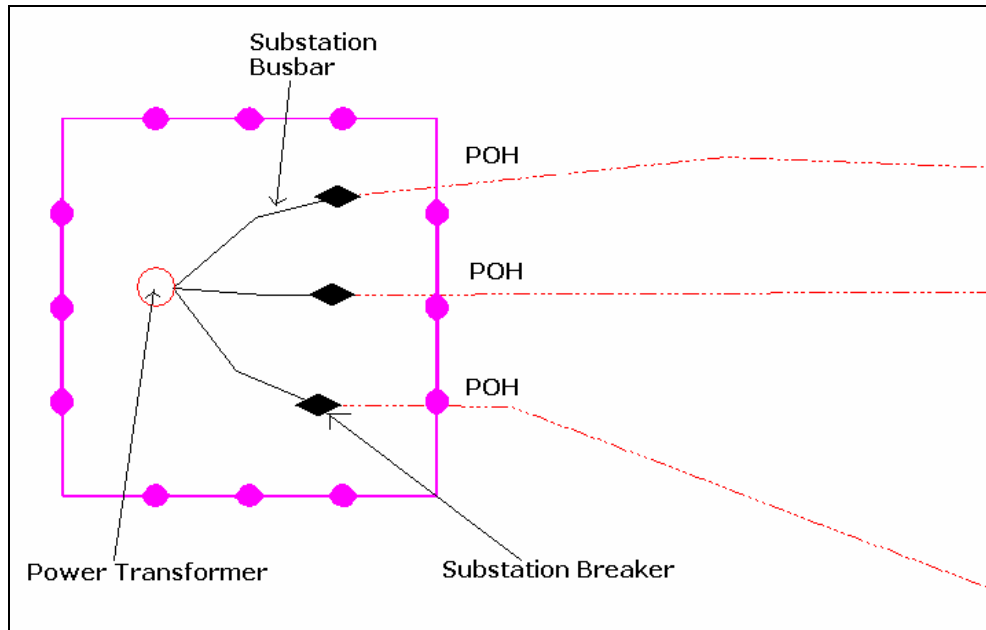 Substation
Busbar
POH
POH
POH
Power Transformer
Substation Breaker